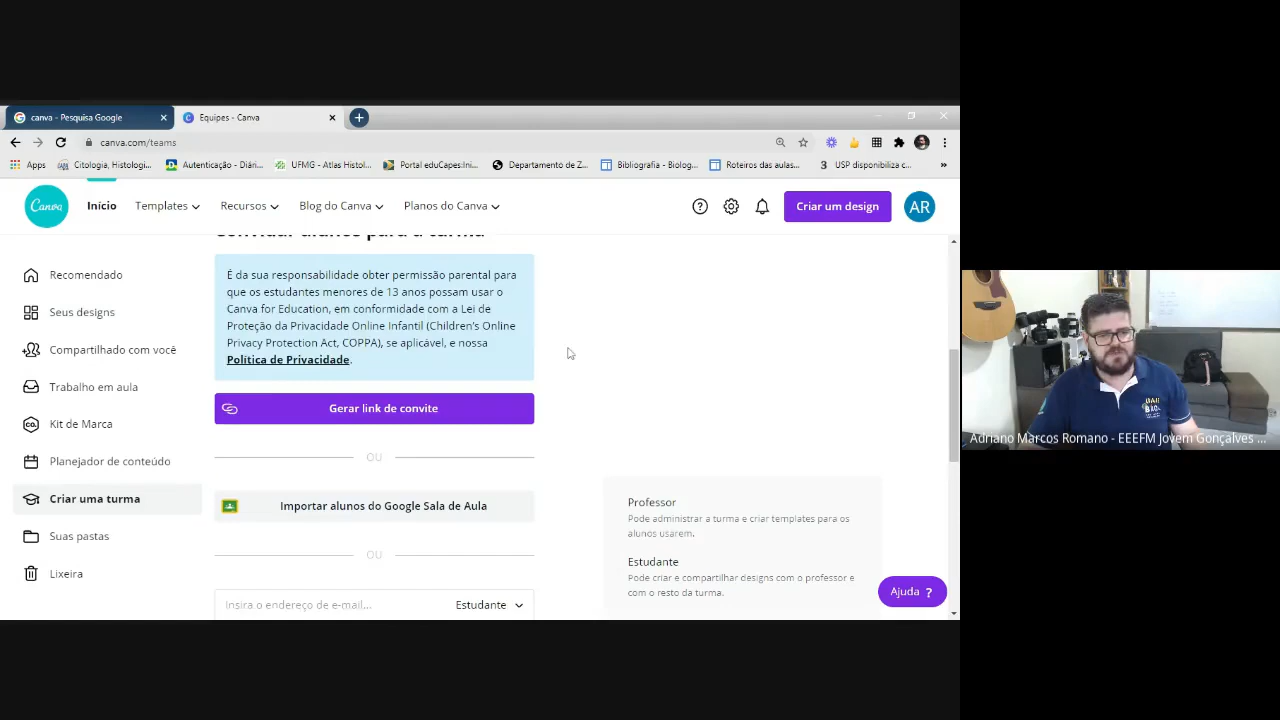 canva - Pesquisa Google
Equipes - Canva
canva.com/teams
Apps
Citologia, Histologi...
Autenticação - Diári...
UFMG - Atlas Histol...
Portal eduCapes:Ini...
Departamento de Z...
Bibliografia – Biolog...
Roteiros das aulas...
USP disponibiliza c...
Canva
Início
Templates
Recursos
Blog do Canva
Planos do Canva
Criar um design
AR
Recomendado
Seus designs
Compartilhado com você
Trabalho em aula
Kit de Marca
Planejador de conteúdo
Criar uma turma
Suas pastas
Lixeira
É da sua responsabilidade obter permissão parental para
que os estudantes menores de 13 anos possam usar o
Canva for Education, em conformidade com a Lei de
Proteção da Privacidade Online Infantil (Children's Online
Privacy Protection Act, COPPA), se aplicável, e nossa
Política de Privacidade.
Gerar link de convite
OU
Importar alunos do Google Sala de Aula
OU
Insira o endereço de e-mail...
Estudante
Professor
Pode administrar a turma e criar templates para os
alunos usarem.
Estudante
Pode criar e compartilhar designs com o professor e
com o resto da turma.
Ajuda ?
Adriano Marcos Romano - EEEFM Jovem Gonçalves ...